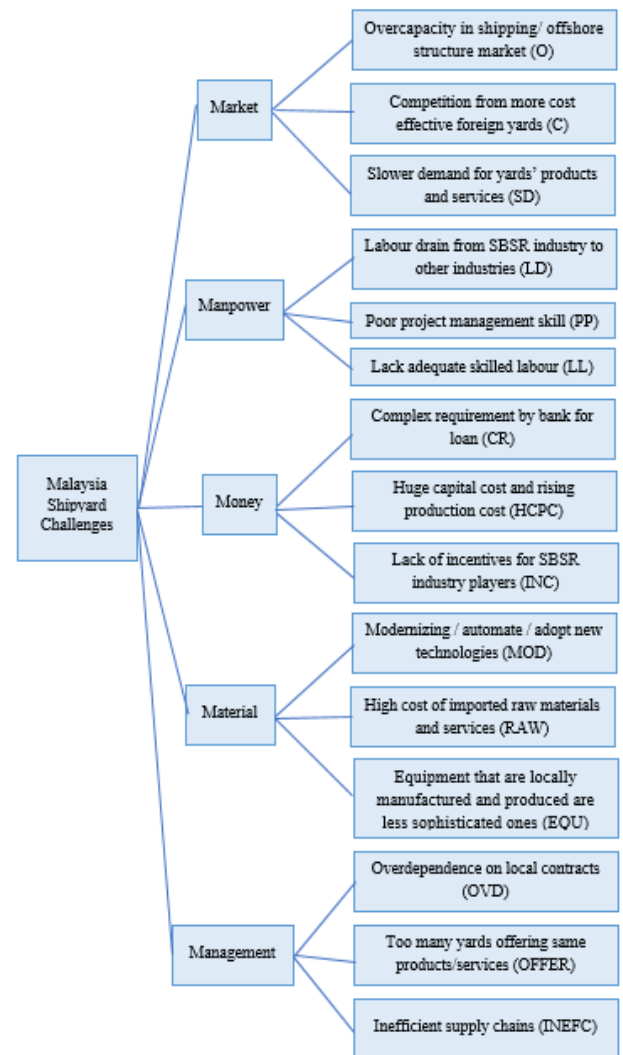 Malaysia
Shipyard
Challenges
Market
Overcapacity in shipping/ offshore
structure market (O)
Competition from more cost
effective foreign yards (C)
Slower demand for yards' products
and services (SD)
Manpower
Labour drain from SBSR industry to
other industries (LD)
Poor project management skill (PP)
Lack adequate skilled labour (LL)
Money
Complex requirement by bank for
loan (CR)
Huge capital cost and rising
production cost (HCPC)
Lack of incentives for SBSR
industry players (INC)
Material
Modernizing / automate / adopt new
technologies (MOD)
High cost of imported raw materials
and services (RAW)
Equipment that are locally
manufactured and produced are
less sophisticated ones (EQU)
Management
Overdependence on local contracts
(OVD)
Too many yards offering same
products/services (OFFER)
Inefficient supply chains (INEFC)